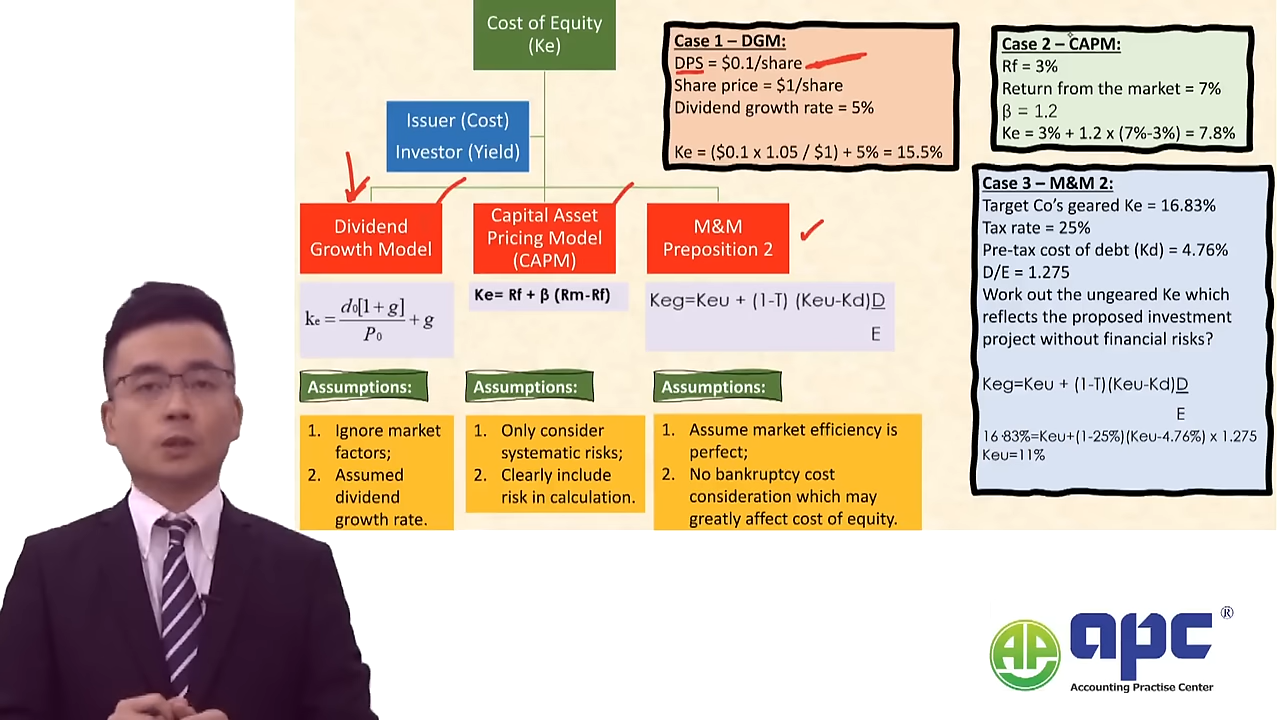 Cost of Equity
(Ke)
Issuer (Cost)
Investor (Yield)
Dividend
Growth Model
Capital Asset
Pricing Model
(CAPM)
M&M
Preposition 2
ke = d0[1 + g] / P0 + g
Ke= Rf + β (Rm-Rf)
Keg=Keu + (1-T) (Keu-Kd)D
E
Assumptions:
1. Ignore market
factors;
2. Assumed
dividend
growth rate.
Assumptions:
1. Only consider
systematic risks;
2. Clearly include
risk in calculation.
Assumptions:
1. Assume market efficiency is
perfect;
2. No bankruptcy cost
consideration which may
greatly affect cost of equity.
Case 1 – DGM:
DPS = $0.1/share
Share price = $1/share
Dividend growth rate = 5%
Ke = ($0.1 x 1.05 / $1) + 5% = 15.5%
Case 2 – CAPM:
Rf = 3%
Return from the market = 7%
β = 1.2
Ke = 3% + 1.2 x (7%-3%) = 7.8%
Case 3 – M&M 2:
Target Co's geared Ke = 16.83%
Tax rate = 25%
Pre-tax cost of debt (Kd) = 4.76%
D/E = 1.275
Work out the ungeared Ke which
reflects the proposed investment
project without financial risks?
Keg=Keu + (1-T)(Keu-Kd)D
E
16·83%=Keu+(1-25%)(Keu-4.76%) x 1.275
Keu=11%
AP
apc ®
Accounting Practise Center